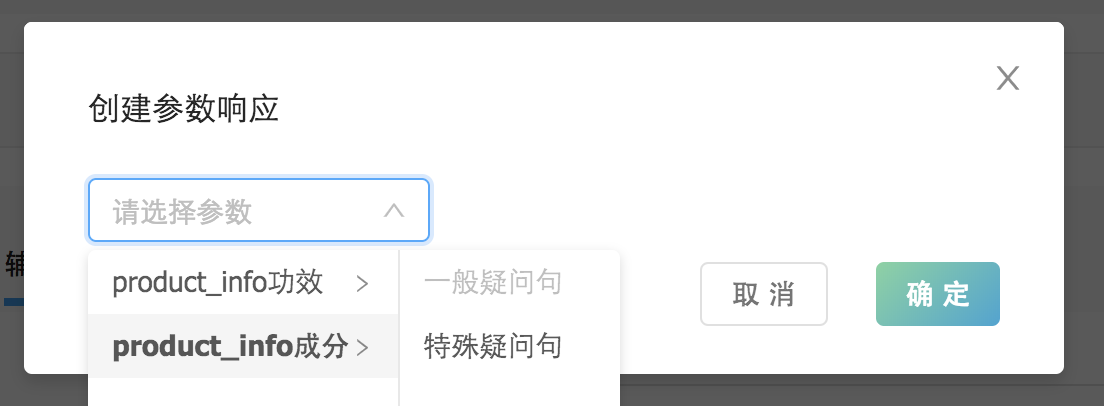 创建参数响应
X
请选择参数
辅
product_info功效 >
一般疑问句
product_info成分 >
特殊疑问句
取 消
确 定